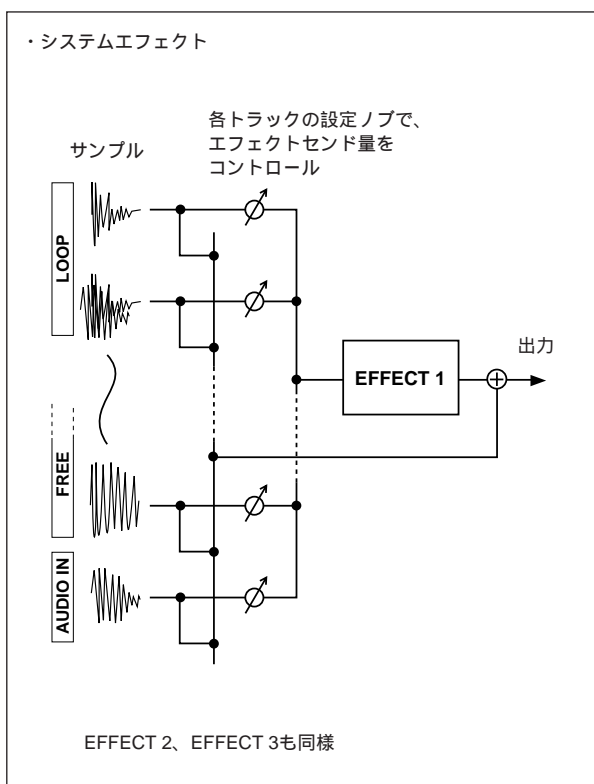 ・システムエフェクト
各トラックの設定ノブで、
エフェクトセンド量を
コントロール
サンプル
LOOP
出力
EFFECT 1
FREE
AUDIO IN
EFFECT 2、EFFECT 3も同様